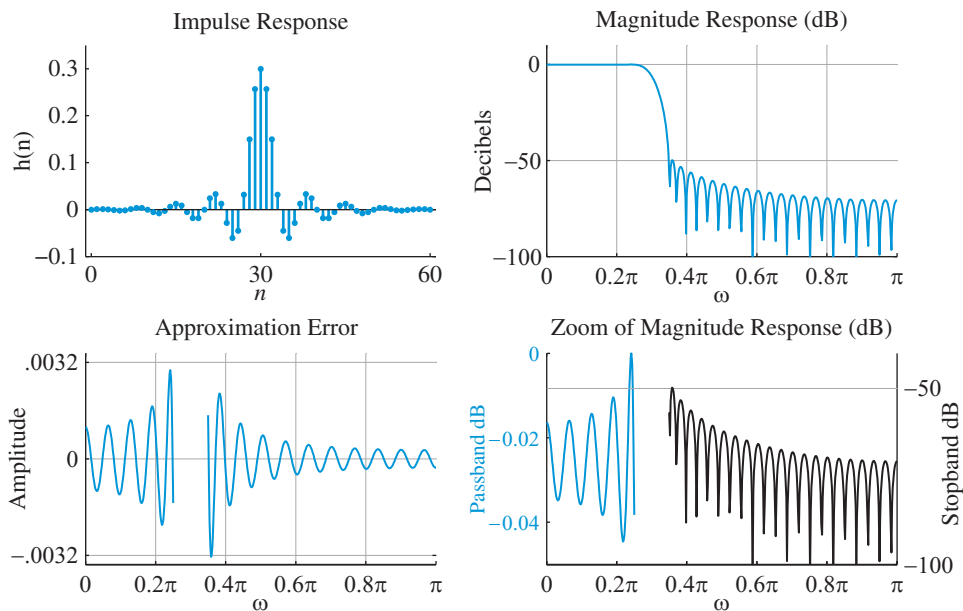 Impulse Response
0.3
0.2
0.1
0
−0.1
h(n)
0
30
60
n
Magnitude Response (dB)
0
−50
−100
Decibels
0
0.2π
0.4π
0.6π
0.8π
π
ω
Approximation Error
.0032
0
−.0032
Amplitude
0
0.2π
0.4π
0.6π
0.8π
π
ω
Zoom of Magnitude Response (dB)
0
−0.02
−0.04
Passband dB
−50
−100
Stopband dB
0
0.2π
0.4π
0.6π
0.8π
π
ω